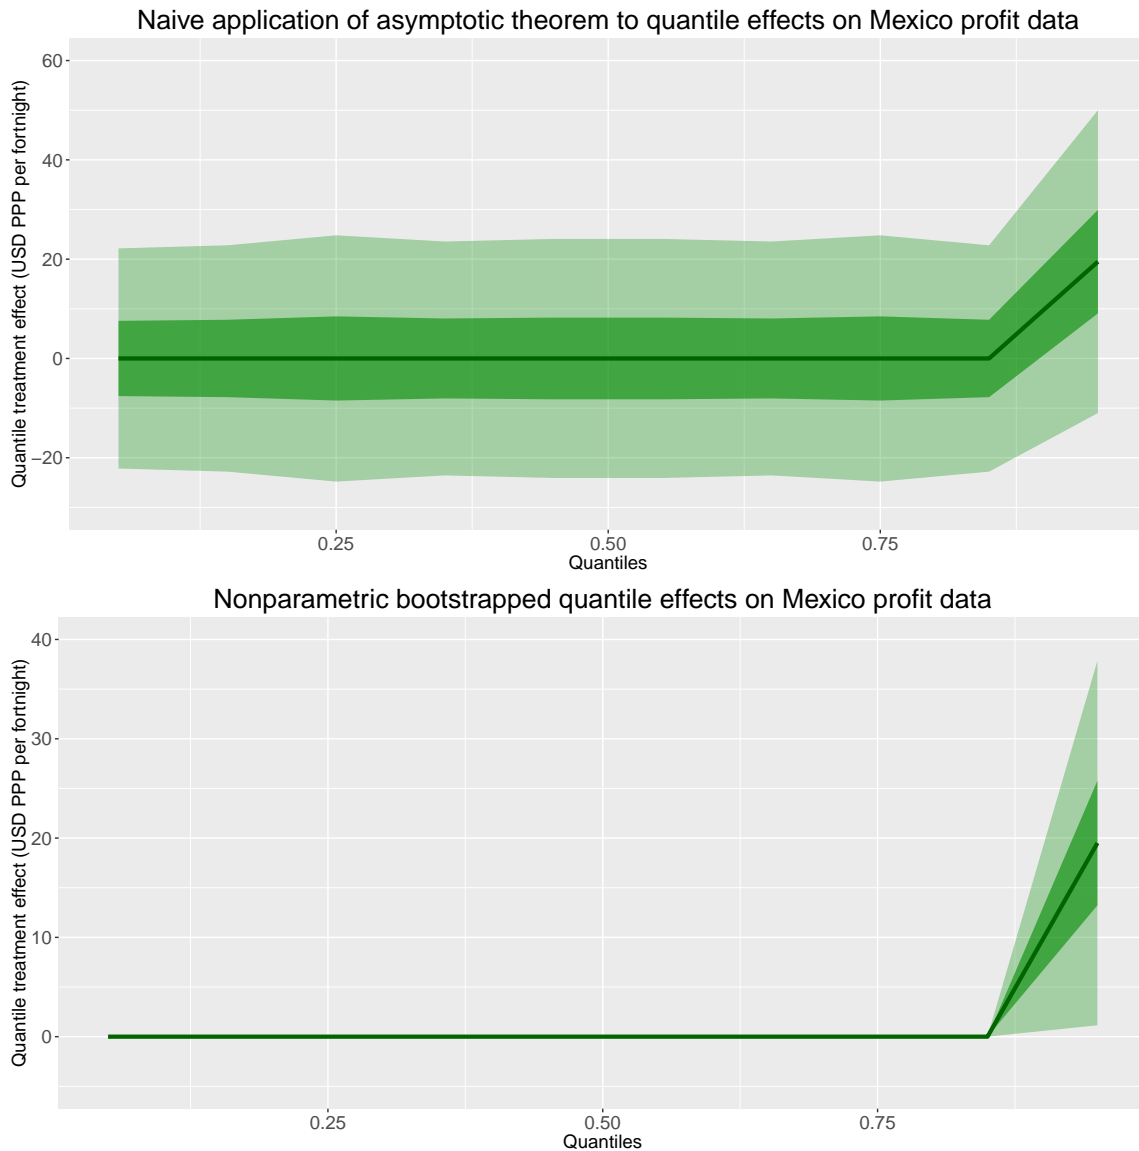 Naive application of asymptotic theorem to quantile effects on Mexico profit data
Quantile treatment effect (USD PPP per fortnight)
60
40
20
0
−20
0.25 0.50 0.75
Quantiles
Nonparametric bootstrapped quantile effects on Mexico profit data
Quantile treatment effect (USD PPP per fortnight)
40
30
20
10
0
0.25 0.50 0.75
Quantiles